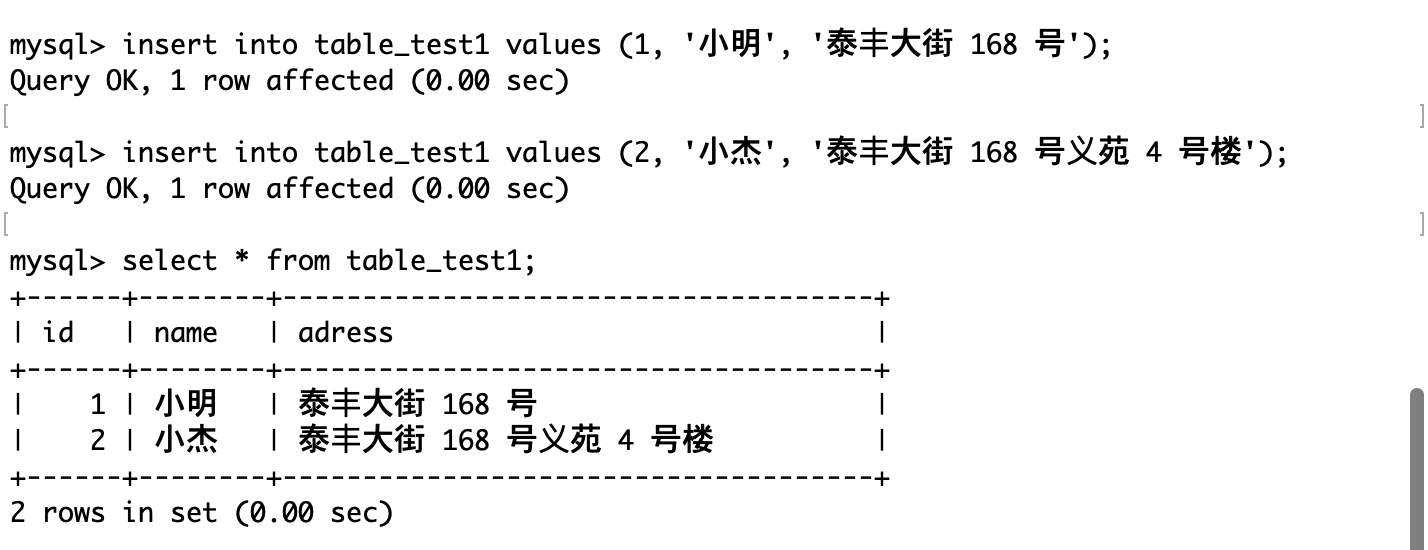 mysql> insert into table_test1 values (1, '小明', '泰丰大街 168 号');
Query OK, 1 row affected (0.00 sec)
[ ]
mysql> insert into table_test1 values (2, '小杰', '泰丰大街 168 号义苑 4 号楼');
Query OK, 1 row affected (0.00 sec)
[ ]
mysql> select * from table_test1;
+------+--------+-------------------------------------+
| id   | name   | adress                              |
+------+--------+-------------------------------------+
|    1 | 小明   | 泰丰大街 168 号                     |
|    2 | 小杰   | 泰丰大街 168 号义苑 4 号楼          |
+------+--------+-------------------------------------+
2 rows in set (0.00 sec)